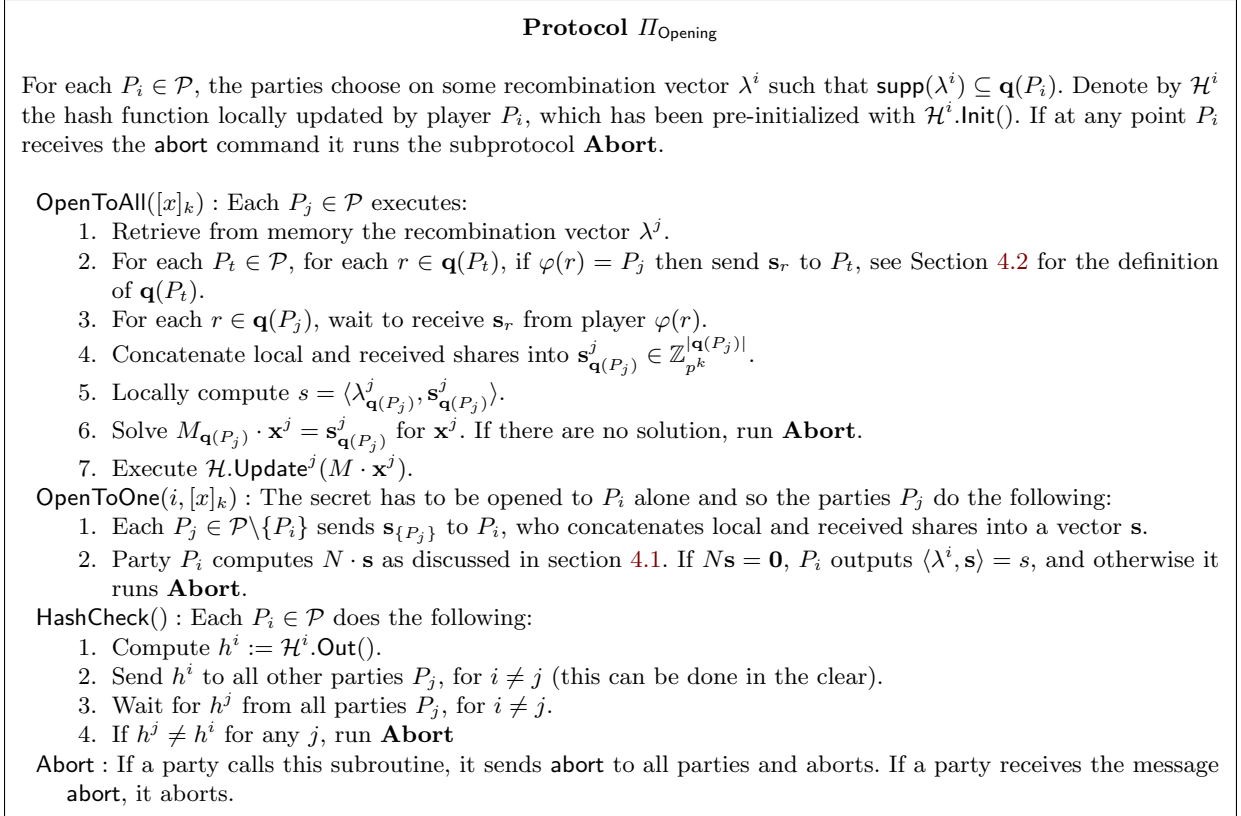 Protocol Π_Opening
For each P_i ∈ 𝒫, the parties choose on some recombination vector λ^i such that supp(λ^i) ⊆ q(P_i). Denote by ℋ^i
the hash function locally updated by player P_i, which has been pre-initialized with ℋ^i.Init(). If at any point P_i
receives the abort command it runs the subprotocol Abort.
OpenToAll([x]_k) : Each P_j ∈ 𝒫 executes:
1. Retrieve from memory the recombination vector λ^j.
2. For each P_t ∈ 𝒫, for each r ∈ q(P_t), if φ(r) = P_j then send s_r to P_t, see Section 4.2 for the definition
of q(P_t).
3. For each r ∈ q(P_j), wait to receive s_r from player φ(r).
4. Concatenate local and received shares into s^j_{q(P_j)} ∈ ℤ_{p^k}^{|q(P_j)|}.
5. Locally compute s = ⟨λ^j_{q(P_j)}, s^j_{q(P_j)}⟩.
6. Solve M_{q(P_j)} · x^j = s^j_{q(P_j)} for x^j. If there are no solution, run Abort.
7. Execute ℋ.Update^j(M · x^j).
OpenToOne(i, [x]_k) : The secret has to be opened to P_i alone and so the parties P_j do the following:
1. Each P_j ∈ 𝒫\{P_i} sends s_{{P_j}} to P_i, who concatenates local and received shares into a vector s.
2. Party P_i computes N · s as discussed in section 4.1. If Ns = 0, P_i outputs ⟨λ^i, s⟩ = s, and otherwise it
runs Abort.
HashCheck() : Each P_i ∈ 𝒫 does the following:
1. Compute h^i := ℋ^i.Out().
2. Send h^i to all other parties P_j, for i ≠ j (this can be done in the clear).
3. Wait for h^j from all parties P_j, for i ≠ j.
4. If h^j ≠ h^i for any j, run Abort
Abort : If a party calls this subroutine, it sends abort to all parties and aborts. If a party receives the message
abort, it aborts.